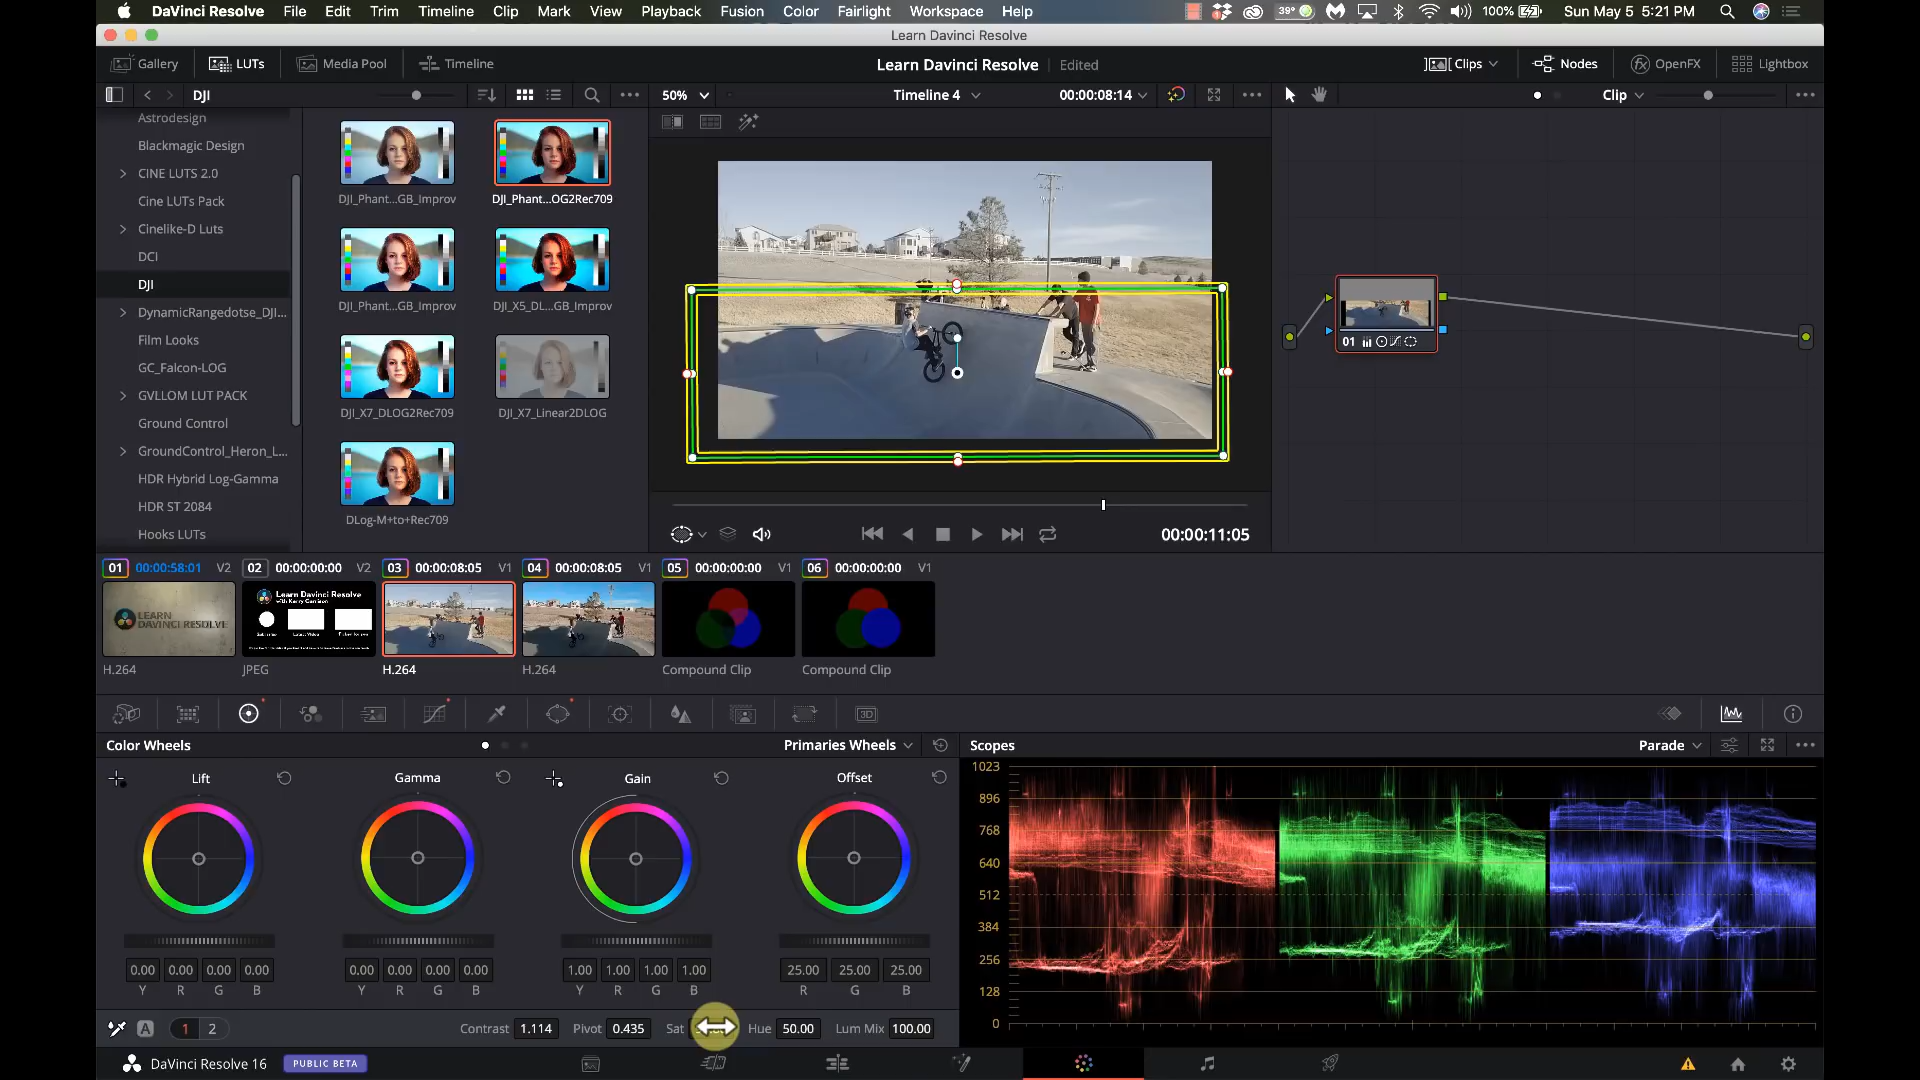 DaVinci Resolve File Edit Trim Timeline Clip Mark View Playback Fusion Color Fairlight Workspace Help 39° 100% Sun May 5 5:21 PM
Learn Davinci Resolve
Gallery LUTs Media Pool Timeline Learn Davinci Resolve Edited Clips Nodes OpenFX Lightbox
DJI 50% Timeline 4 00:00:08:14 Clip
Astrodesign
Blackmagic Design
CINE LUTS 2.0
Cine LUTs Pack
Cinelike-D Luts
DCI
DJI
DynamicRangedotse_DJI...
Film Looks
GC_Falcon-LOG
GVLLOM LUT PACK
Ground Control
GroundControl_Heron_L...
HDR Hybrid Log-Gamma
HDR ST 2084
Hooks LUTs
DJI_Phant...GB_Improv DJI_Phant...OG2Rec709
DJI_Phant...GB_Improv DJI_X5_DL...GB_Improv
DJI_X7_DLOG2Rec709 DJI_X7_Linear2DLOG
DLog-M+to+Rec709
01
00:00:11:05
01 00:00:58:01 V2 02 00:00:00:00 V2 03 00:00:08:05 V1 04 00:00:08:05 V1 05 00:00:00:00 V1 06 00:00:00:00 V1
LEARN
DAVINCI RESOLVE
Learn Davinci Resolve
H.264 JPEG H.264 H.264 Compound Clip Compound Clip
3D
Color Wheels Primaries Wheels Scopes Parade
Lift Gamma Gain Offset
1023
896
768
640
512
384
256
128
0
0.00 0.00 0.00 0.00 0.00 0.00 0.00 0.00 1.00 1.00 1.00 1.00 25.00 25.00 25.00
Y R G B Y R G B Y R G B R G B
A 1 2 Contrast 1.114 Pivot 0.435 Sat Hue 50.00 Lum Mix 100.00
DaVinci Resolve 16 PUBLIC BETA